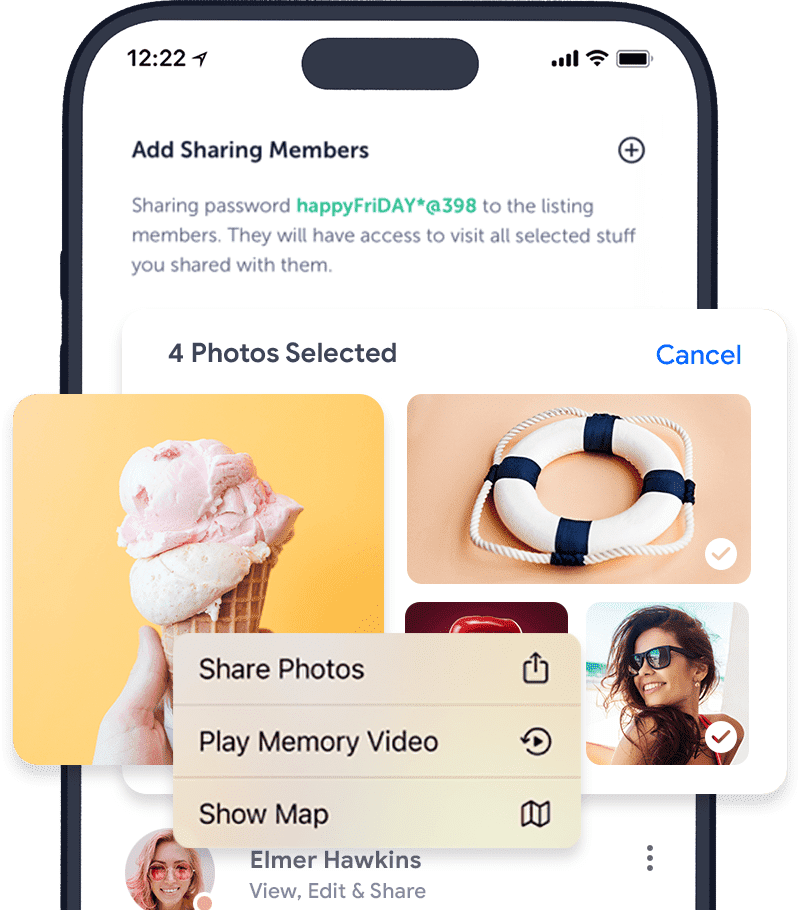 12:22
Add Sharing Members
Sharing password happyFriDAY*@398 to the listing
members. They will have access to visit all selected stuff
you shared with them.
4 Photos Selected
Cancel
Share Photos
Play Memory Video
Show Map
Elmer Hawkins
View, Edit & Share